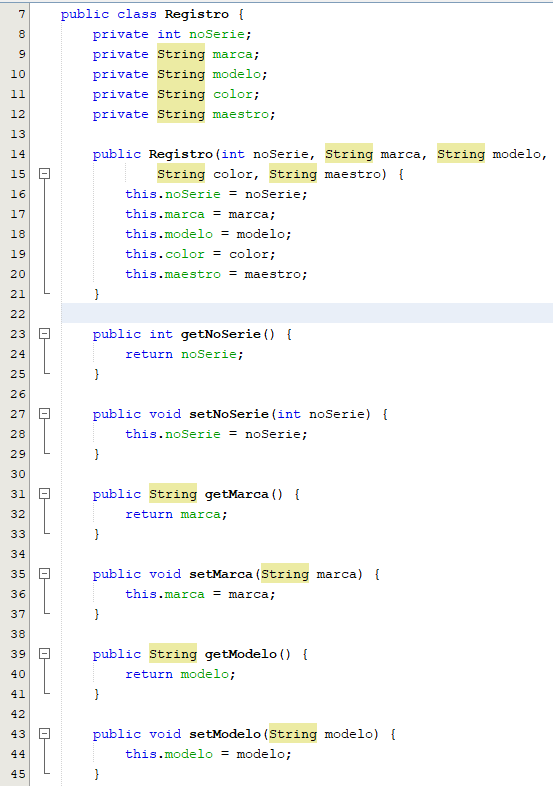 7 public class Registro {
8 private int noSerie;
9 private String marca;
10 private String modelo;
11 private String color;
12 private String maestro;
13
14 public Registro(int noSerie, String marca, String modelo,
15 String color, String maestro) {
16 this.noSerie = noSerie;
17 this.marca = marca;
18 this.modelo = modelo;
19 this.color = color;
20 this.maestro = maestro;
21 }
22
23 public int getNoSerie() {
24 return noSerie;
25 }
26
27 public void setNoSerie(int noSerie) {
28 this.noSerie = noSerie;
29 }
30
31 public String getMarca() {
32 return marca;
33 }
34
35 public void setMarca(String marca) {
36 this.marca = marca;
37 }
38
39 public String getModelo() {
40 return modelo;
41 }
42
43 public void setModelo(String modelo) {
44 this.modelo = modelo;
45 }